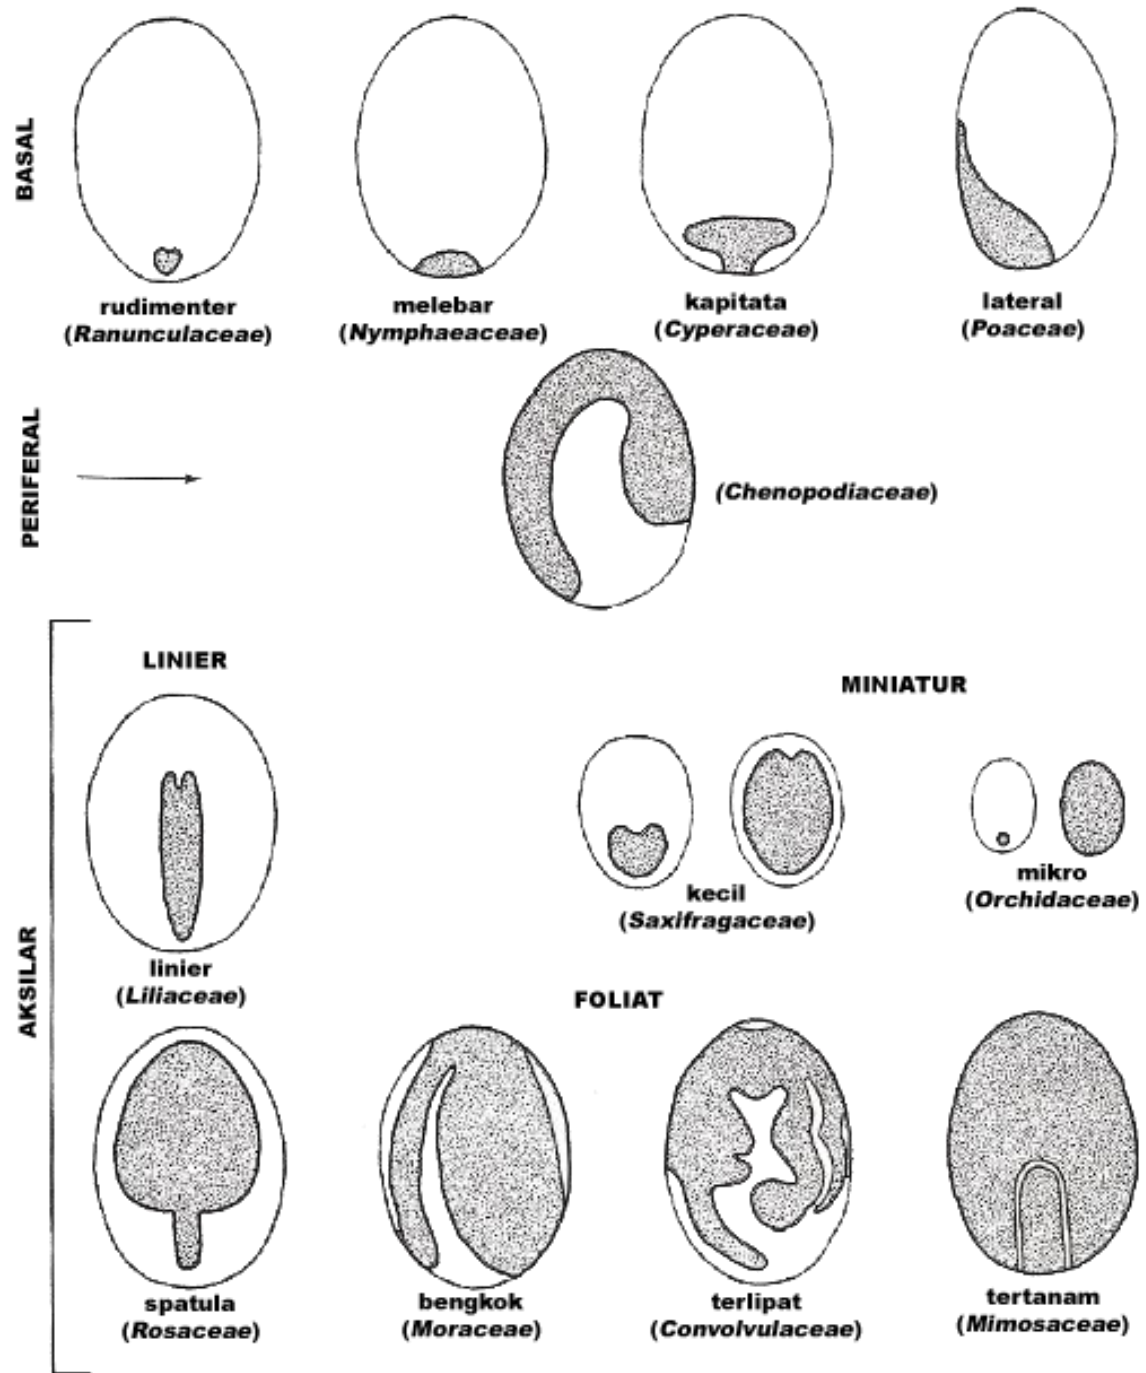 BASAL
rudimenter
(Ranunculaceae)
melebar
(Nymphaeaceae)
kapitata
(Cyperaceae)
lateral
(Poaceae)
PERIFERAL
(Chenopodiaceae)
AKSILAR
LINIER
linier
(Liliaceae)
MINIATUR
kecil
(Saxifragaceae)
mikro
(Orchidaceae)
FOLIAT
spatula
(Rosaceae)
bengkok
(Moraceae)
terlipat
(Convolvulaceae)
tertanam
(Mimosaceae)